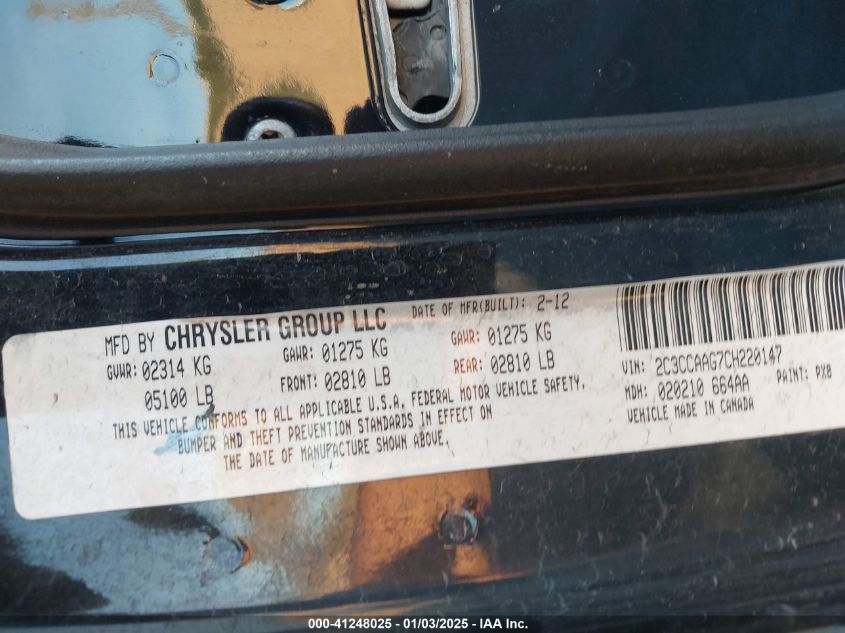 MFD BY CHRYSLER GROUP LLC DATE OF MFR(BUILT): 2-12
GVWR: 02314 KG GAWR: 01275 KG GAWR: 01275 KG VIN: 2C3CCAAG7CH220147
05100 LB FRONT: 02810 LB REAR: 02810 LB MDH: 020210 664AA PAINT: PX8
THIS VEHICLE CONFORMS TO ALL APPLICABLE U.S.A. FEDERAL MOTOR VEHICLE SAFETY, VEHICLE MADE IN CANADA
BUMPER AND THEFT PREVENTION STANDARDS IN EFFECT ON
THE DATE OF MANUFACTURE SHOWN ABOVE.
000-41248025 — 01/03/2025 — IAA Inc.